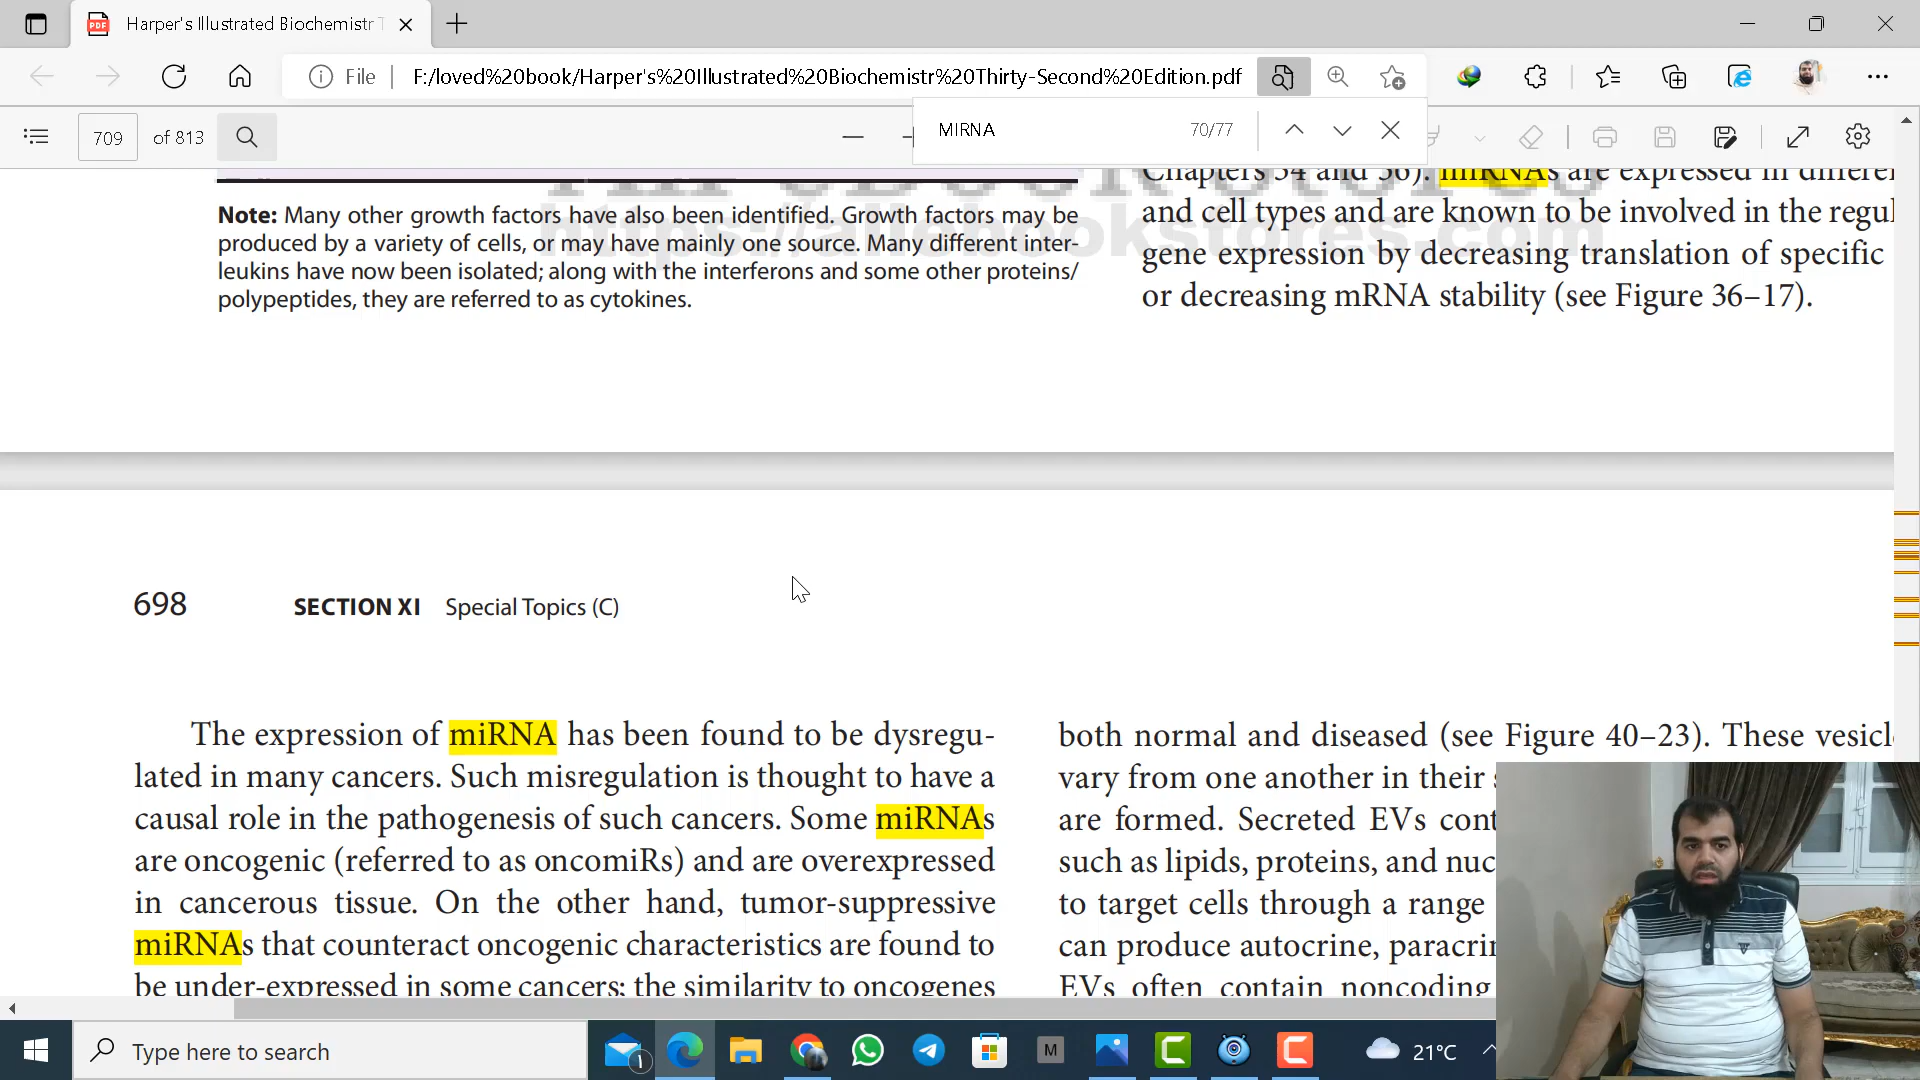 Harper's Illustrated Biochemistr T
File
F:/loved%20book/Harper's%20Illustrated%20Biochemistr%20Thirty-Second%20Edition.pdf
MIRNA
70/77
709
of 813
Note: Many other growth factors have also been identified. Growth factors may be
produced by a variety of cells, or may have mainly one source. Many different inter-
leukins have now been isolated; along with the interferons and some other proteins/
polypeptides, they are referred to as cytokines.
https://allebookstores.com
Chapters 34 and 36). miRNAs are expressed in differe
and cell types and are known to be involved in the regul
gene expression by decreasing translation of specific
or decreasing mRNA stability (see Figure 36–17).
698 SECTION XI Special Topics (C)
The expression of miRNA has been found to be dysregu-
lated in many cancers. Such misregulation is thought to have a
causal role in the pathogenesis of such cancers. Some miRNAs
are oncogenic (referred to as oncomiRs) and are overexpressed
in cancerous tissue. On the other hand, tumor-suppressive
miRNAs that counteract oncogenic characteristics are found to
be under-expressed in some cancers; the similarity to oncogenes
both normal and diseased (see Figure 40–23). These vesicl
vary from one another in their
are formed. Secreted EVs cont
such as lipids, proteins, and nuc
to target cells through a range
can produce autocrine, paracrin
EVs often contain noncoding
Type here to search
1
M
21°C